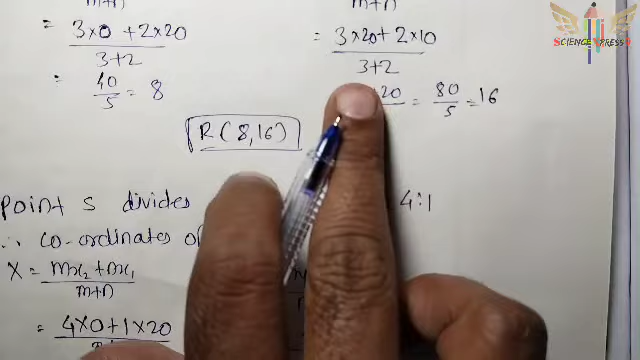 m+n m+n
= 3×0 + 2×20 / 3+2 = 3×20 + 2×10 / 3+2
= 40/5 = 8 +20 = 80/5 = 16
R(8,16)
Point S divides 4:1
∴ co-ordinates of
X = mx₂ + nx₁ / m+n
= 4×0 + 1×20
SCIENCE XPRESS